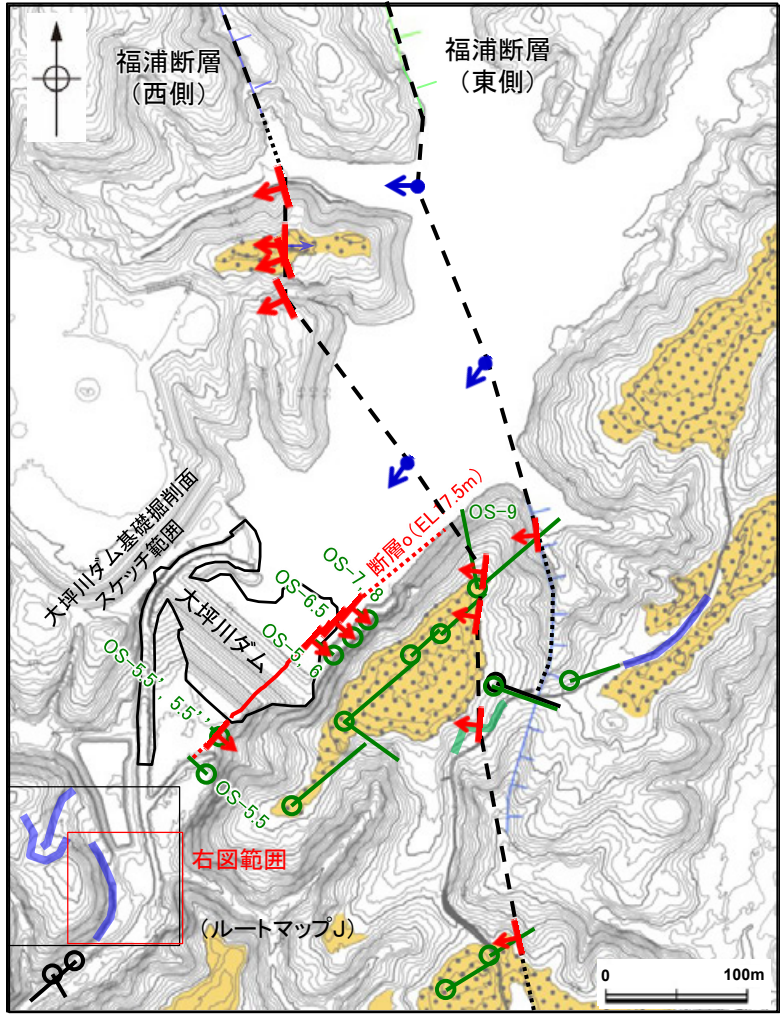 福浦断層
（西側）
福浦断層
（東側）
大坪川ダム基礎掘削面
スケッチ範囲
断層o（EL-7.5m）
OS-9
OS-7, 8
OS-6.5
OS-5, 6
大坪川ダム
OS-5.5’, 5.5’’
OS-5.5
右図範囲
（ルートマップJ）
0 100m